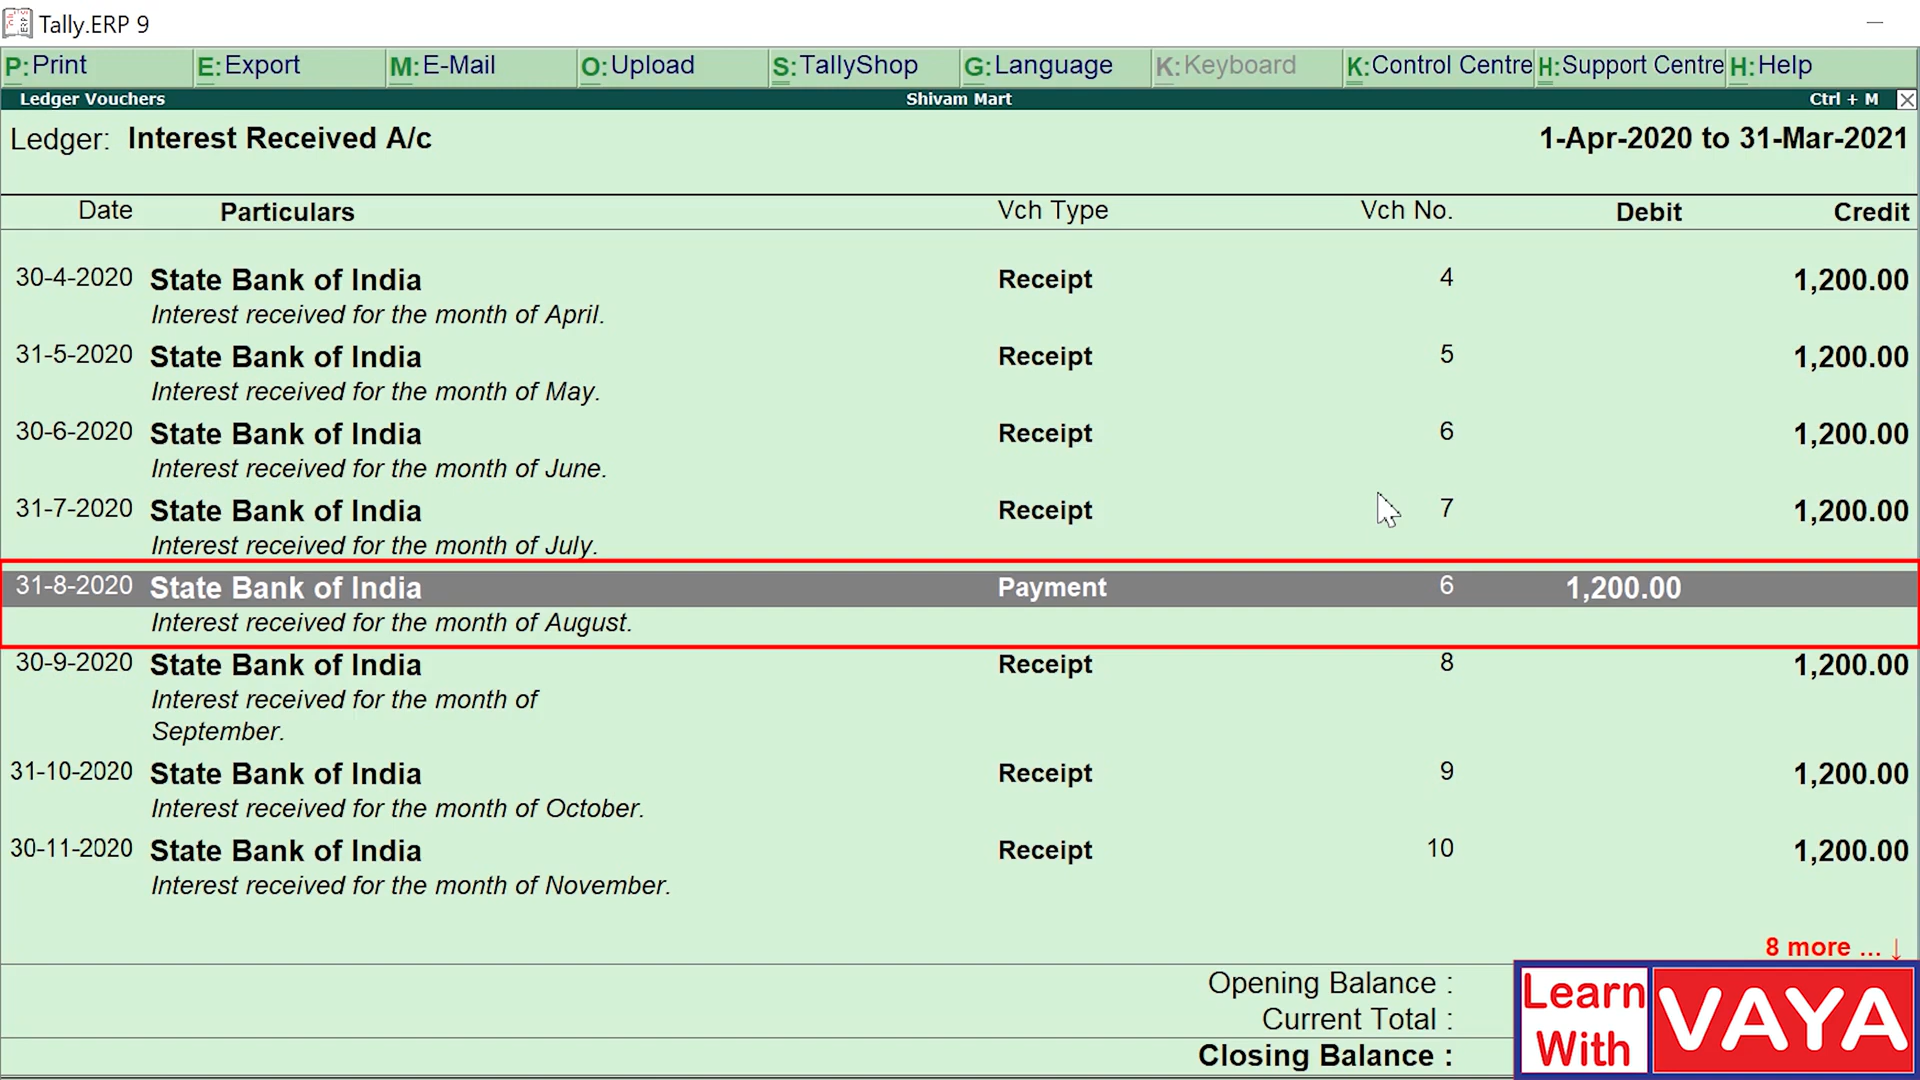 Tally.ERP 9
P:Print E:Export M:E-Mail O:Upload S:TallyShop G:Language K:Keyboard K:Control Centre H:Support Centre H:Help
Ledger Vouchers Shivam Mart Ctrl + M
Ledger: Interest Received A/c 1-Apr-2020 to 31-Mar-2021
Date Particulars Vch Type Vch No. Debit Credit
30-4-2020 State Bank of India Receipt 4 1,200.00
Interest received for the month of April.
31-5-2020 State Bank of India Receipt 5 1,200.00
Interest received for the month of May.
30-6-2020 State Bank of India Receipt 6 1,200.00
Interest received for the month of June.
31-7-2020 State Bank of India Receipt 7 1,200.00
Interest received for the month of July.
31-8-2020 State Bank of India Payment 6 1,200.00
Interest received for the month of August.
30-9-2020 State Bank of India Receipt 8 1,200.00
Interest received for the month of
September.
31-10-2020 State Bank of India Receipt 9 1,200.00
Interest received for the month of October.
30-11-2020 State Bank of India Receipt 10 1,200.00
Interest received for the month of November.
8 more ... ↓
Opening Balance :
Current Total :
Closing Balance :
Learn
With
VAYA